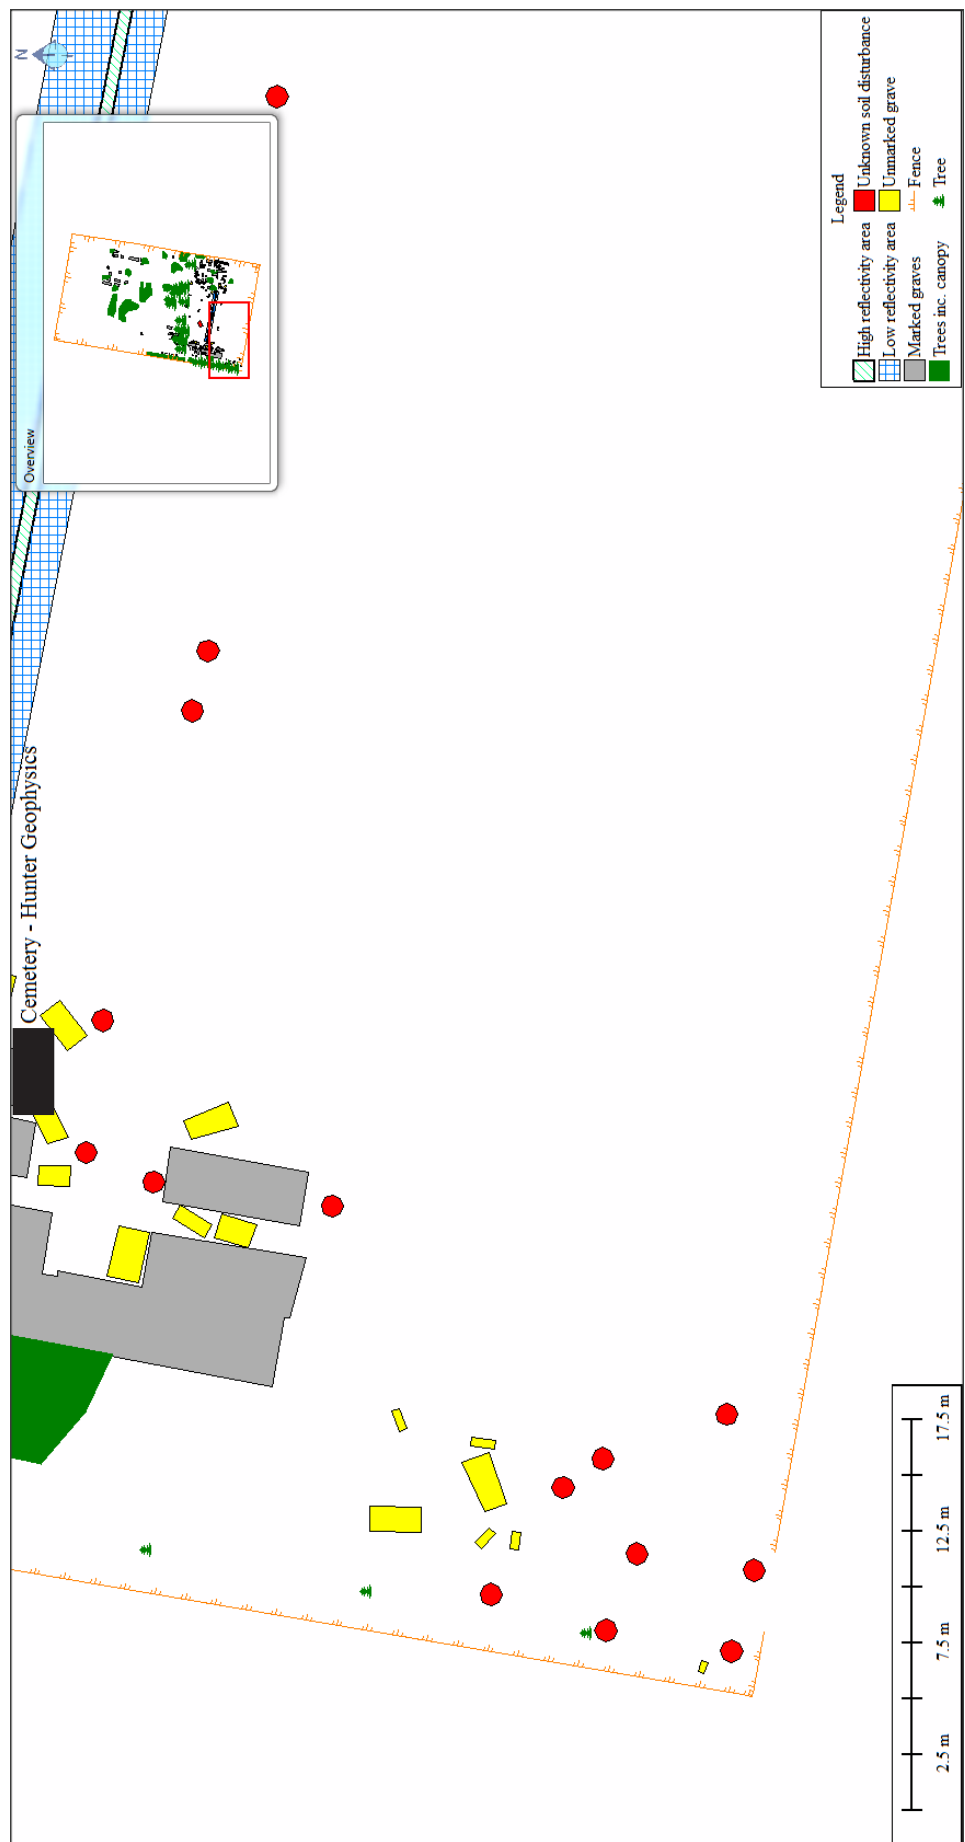 Cemetery - Hunter Geophysics
Overview
N
Legend
High reflectivity area
Unknown soil disturbance
Low reflectivity area
Unmarked grave
Marked graves
Fence
Trees inc. canopy
Tree
2.5 m
7.5 m
12.5 m
17.5 m